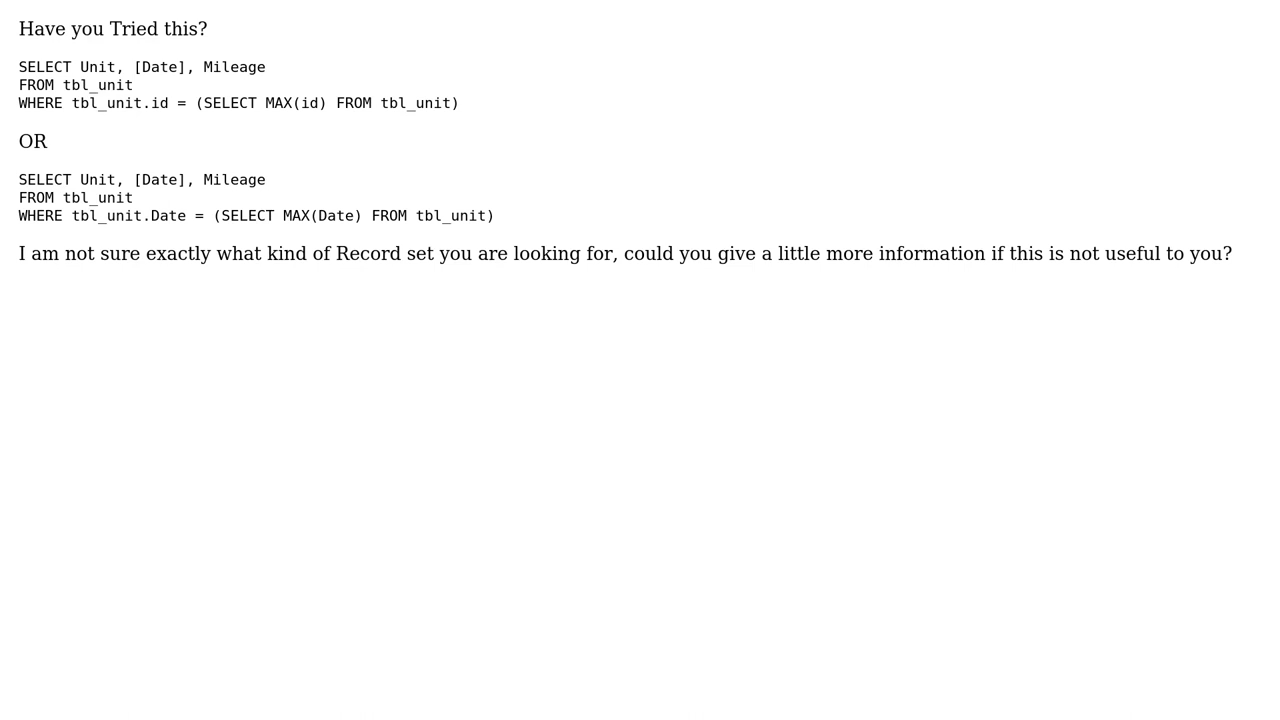 Have you Tried this?
SELECT Unit, [Date], Mileage
FROM tbl_unit
WHERE tbl_unit.id = (SELECT MAX(id) FROM tbl_unit)
OR
SELECT Unit, [Date], Mileage
FROM tbl_unit
WHERE tbl_unit.Date = (SELECT MAX(Date) FROM tbl_unit)
I am not sure exactly what kind of Record set you are looking for, could you give a little more information if this is not useful to you?